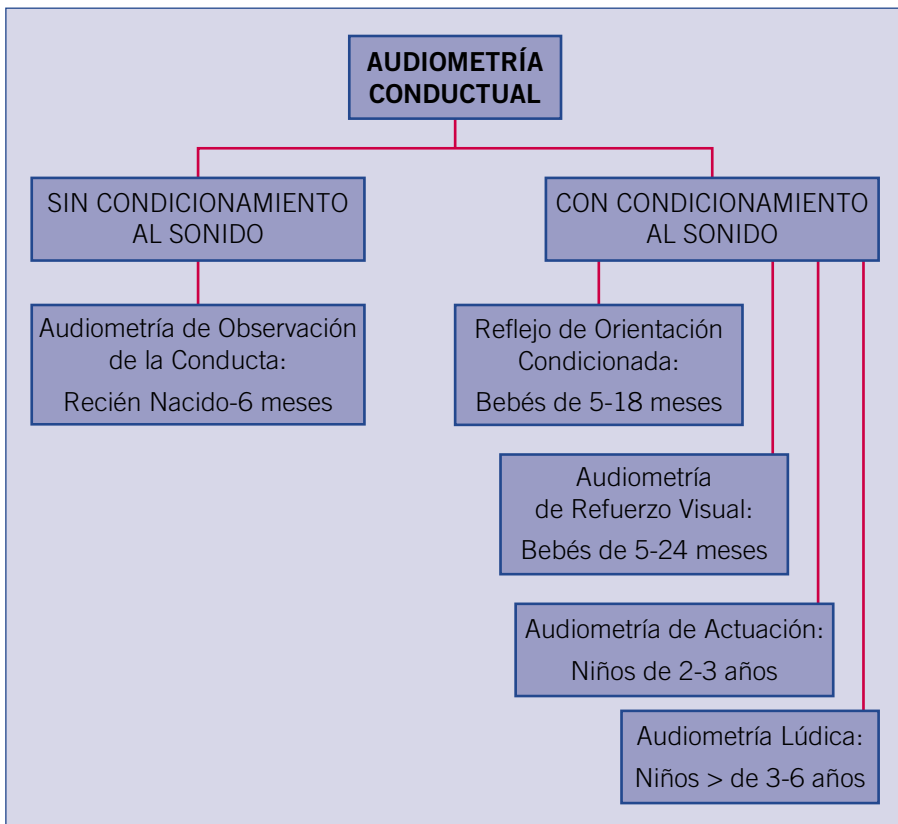 AUDIOMETRÍA
CONDUCTUAL
SIN CONDICIONAMIENTO
AL SONIDO
CON CONDICIONAMIENTO
AL SONIDO
Audiometría de Observación
de la Conducta:
Recién Nacido-6 meses
Reflejo de Orientación
Condicionada:
Bebés de 5-18 meses
Audiometría
de Refuerzo Visual:
Bebés de 5-24 meses
Audiometría de Actuación:
Niños de 2-3 años
Audiometría Lúdica:
Niños > de 3-6 años